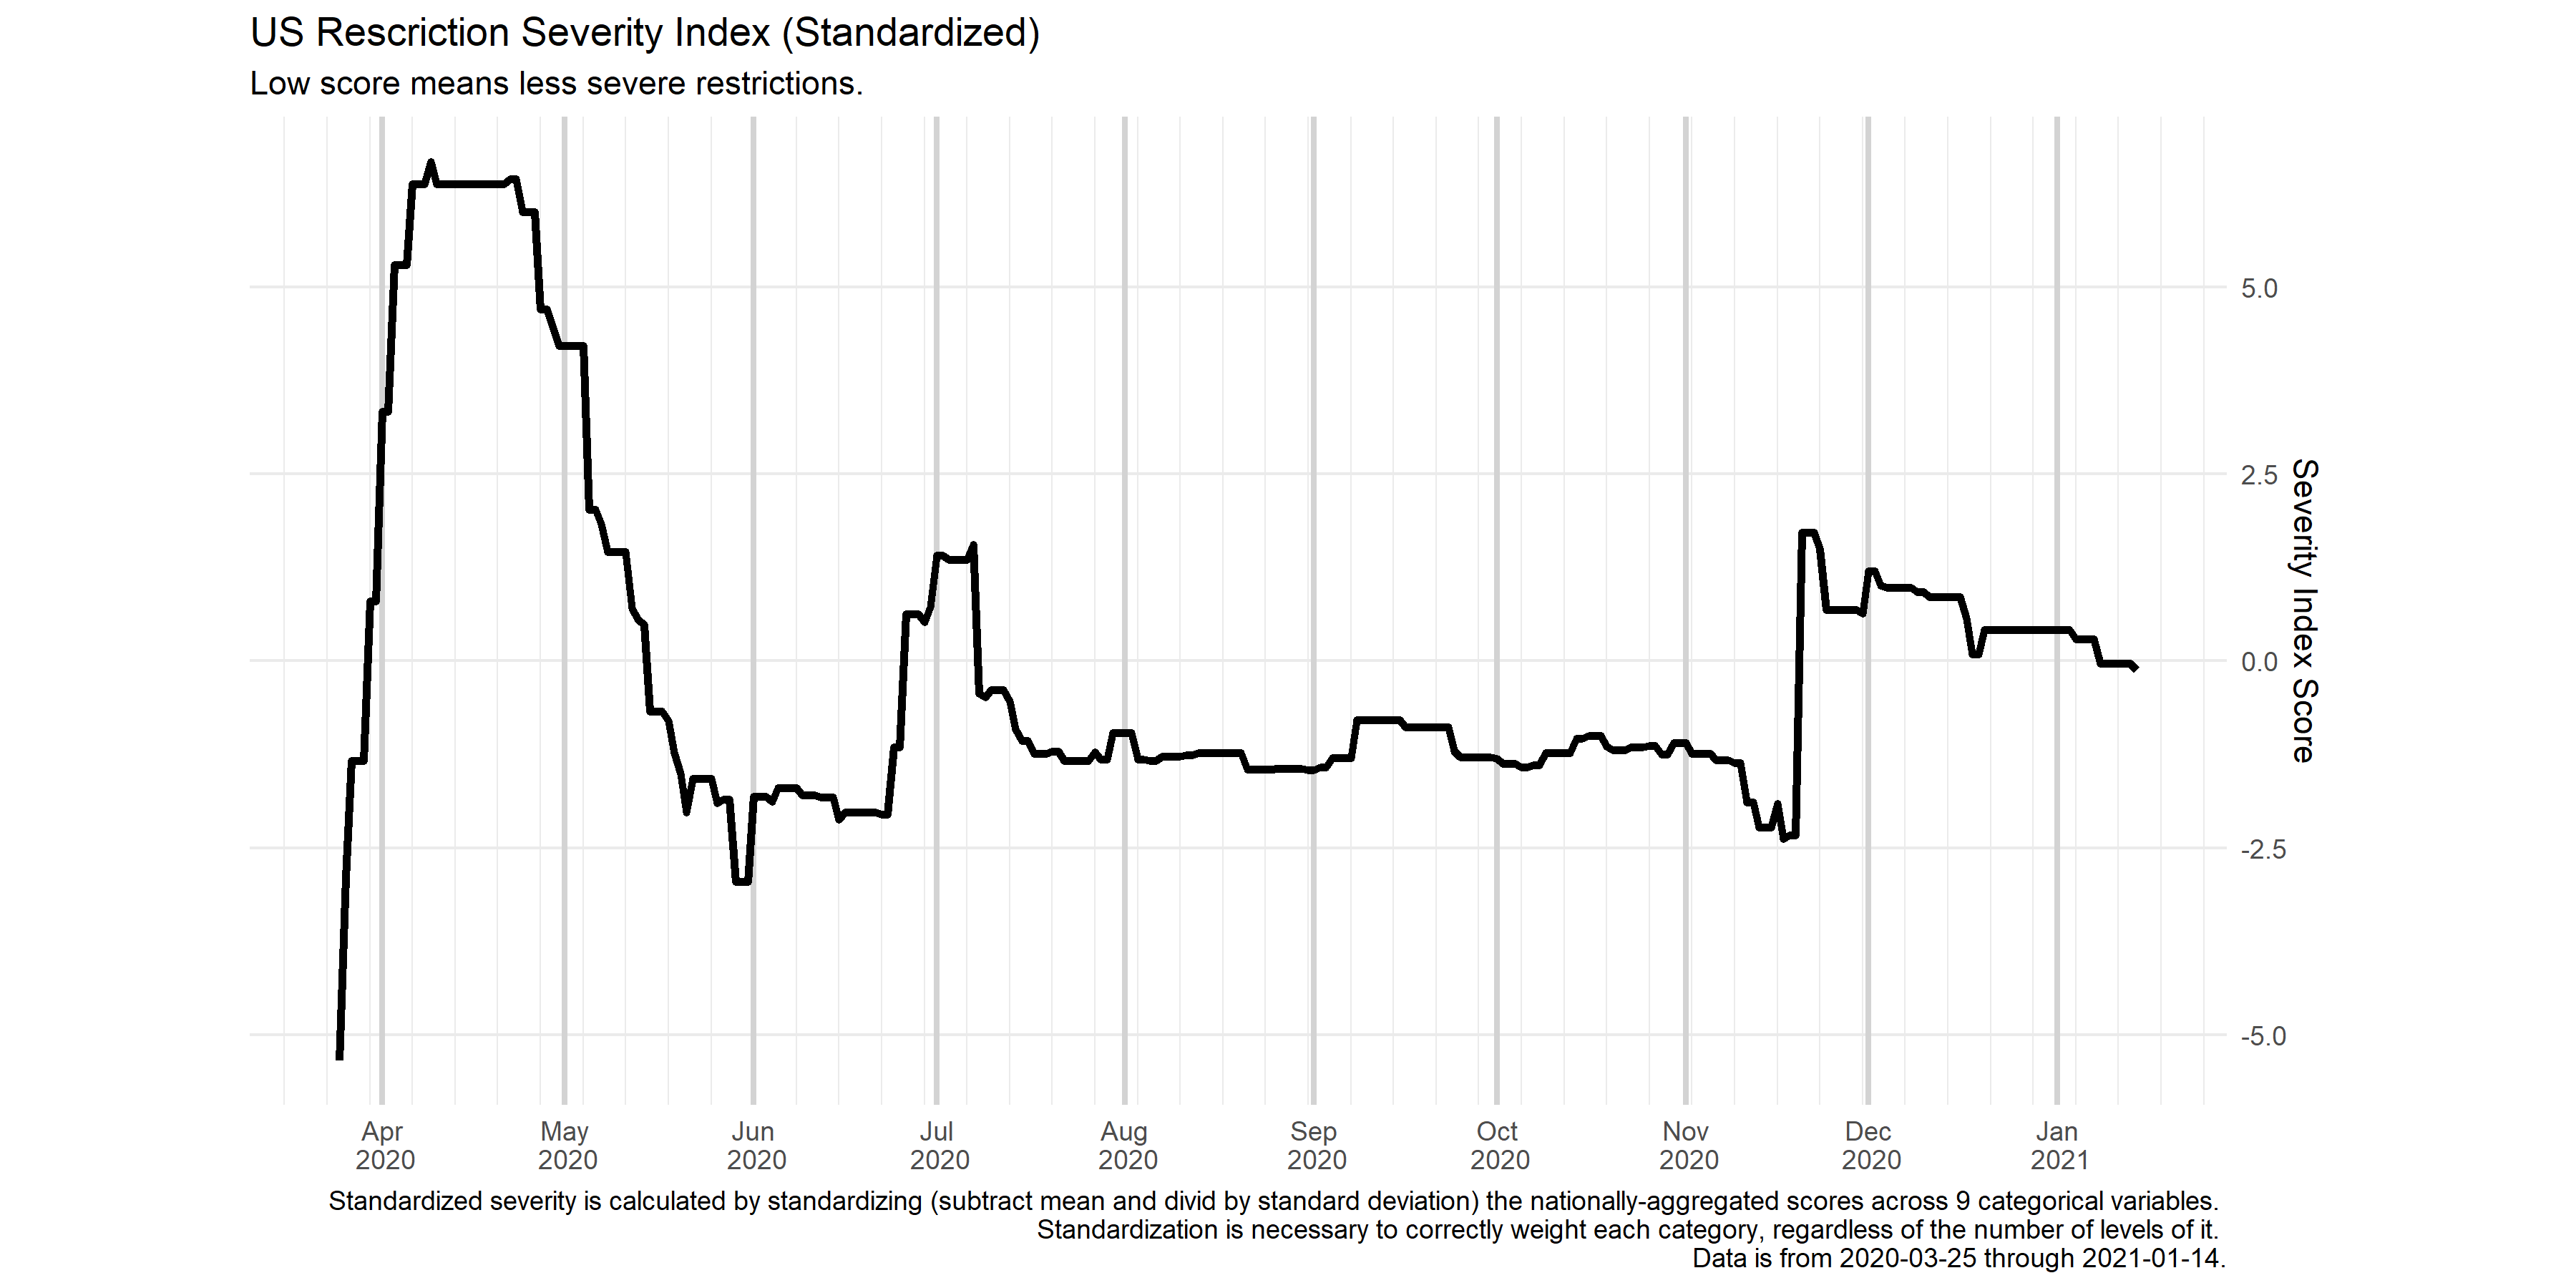 US Rescriction Severity Index (Standardized)
Low score means less severe restrictions.
5.0
2.5
0.0
-2.5
-5.0
Severity Index Score
Apr
2020
May
2020
Jun
2020
Jul
2020
Aug
2020
Sep
2020
Oct
2020
Nov
2020
Dec
2020
Jan
2021
Standardized severity is calculated by standardizing (subtract mean and divid by standard deviation) the nationally-aggregated scores across 9 categorical variables.
Standardization is necessary to correctly weight each category, regardless of the number of levels of it.
Data is from 2020-03-25 through 2021-01-14.